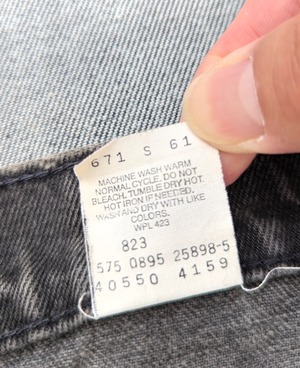 671 S 61
MACHINE WASH WARM
NORMAL CYCLE. DO NOT
BLEACH. TUMBLE DRY HOT.
HOT IRON IF NEEDED.
WASH AND DRY WITH LIKE
COLORS.
WPL 423
823
575 0895 25898-5
40550 4159